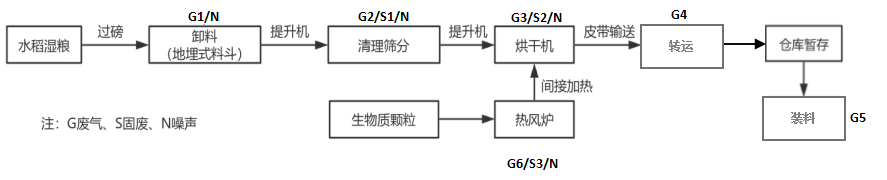 G1/N
G2/S1/N
G3/S2/N
G4
水稻湿粮
过磅
卸料
(地埋式料斗)
提升机
清理筛分
提升机
烘干机
皮带输送
转运
仓库暂存
间接加热
注：G废气、S固废、N噪声
生物质颗粒
热风炉
装料
G5
G6/S3/N